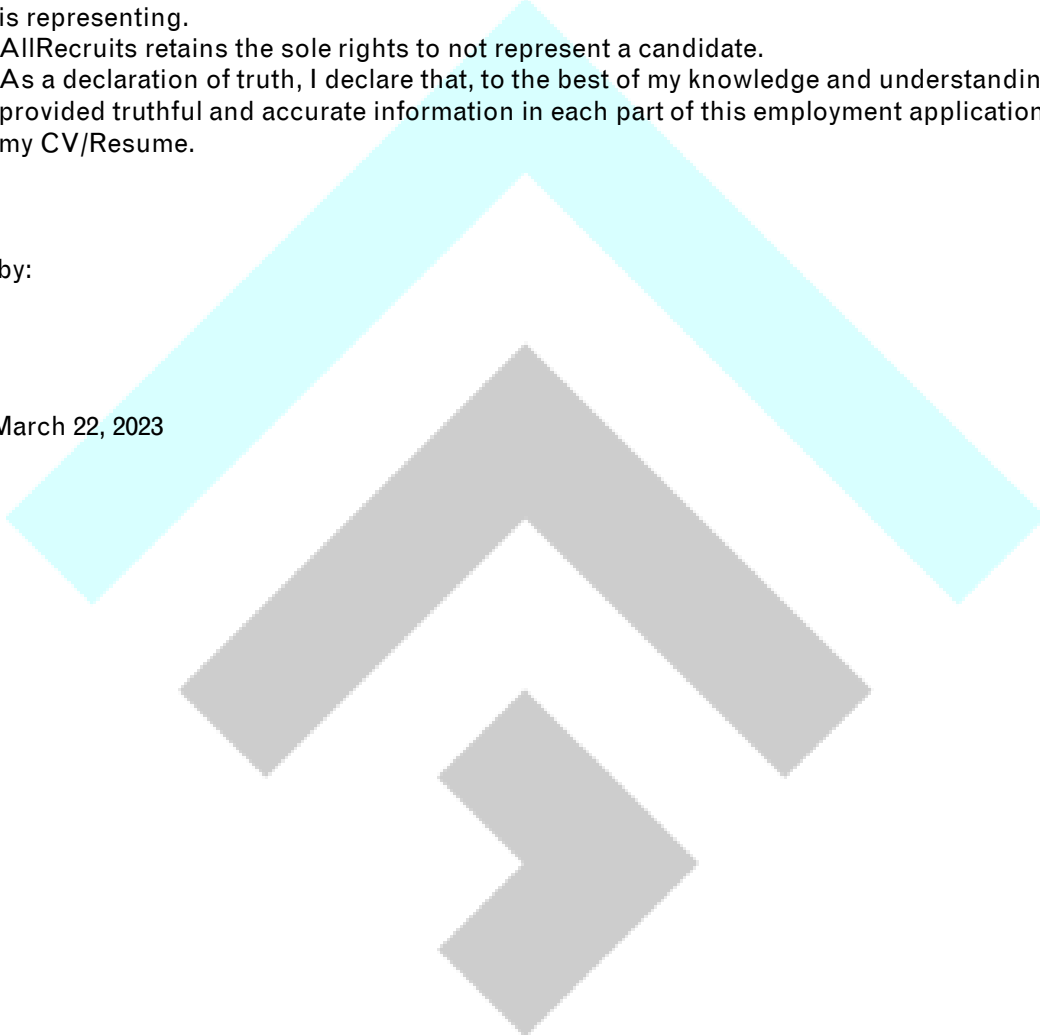 is representing.
AllRecruits retains the sole rights to not represent a candidate.
As a declaration of truth, I declare that, to the best of my knowledge and understandin
provided truthful and accurate information in each part of this employment application
my CV/Resume.
by:
March 22, 2023